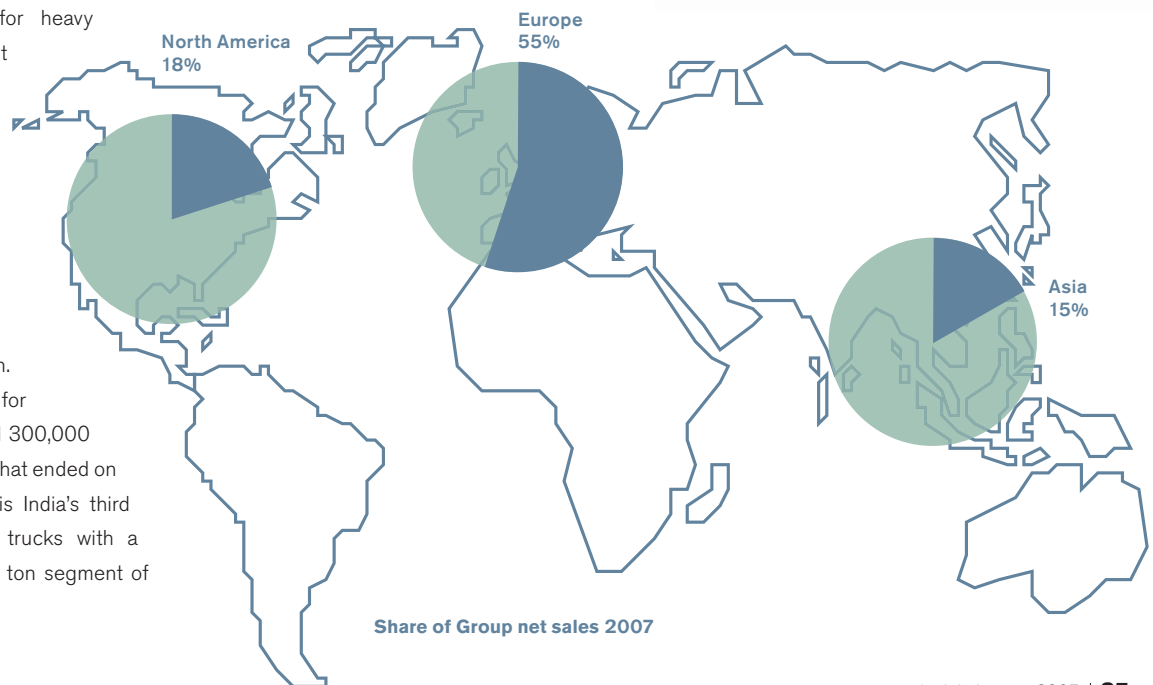 for heavy
North America
18%
Europe
55%
Asia
15%
for
300,000
hat ended on
is India's third
trucks with a
ton segment of
Share of Group net sales 2007